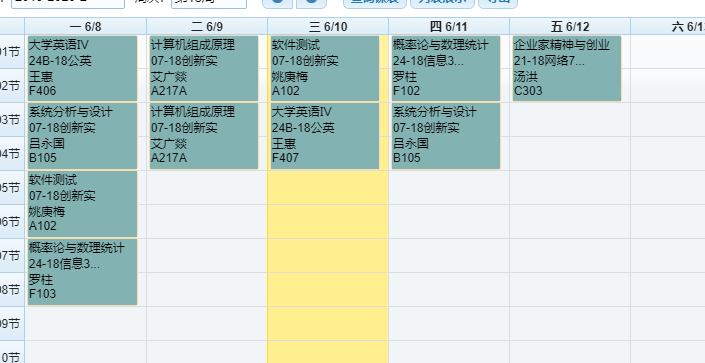 一 6/8
二 6/9
三 6/10
四 6/11
五 6/12
01节
大学英语IV
24B-18公英
王惠
F406
计算机组成原理
07-18创新实
艾广燚
A217A
软件测试
07-18创新实
姚庚梅
A102
概率论与数理统计
24-18信息3...
罗柱
F102
企业家精神与创业
21-18网络7...
汤洪
C303
02节
03节
系统分析与设计
07-18创新实
吕永国
B105
计算机组成原理
07-18创新实
艾广燚
A217A
大学英语IV
24B-18公英
王惠
F407
系统分析与设计
07-18创新实
吕永国
B105
04节
05节
软件测试
07-18创新实
姚庚梅
A102
06节
07节
概率论与数理统计
24-18信息3...
罗柱
F103
08节
09节
10节